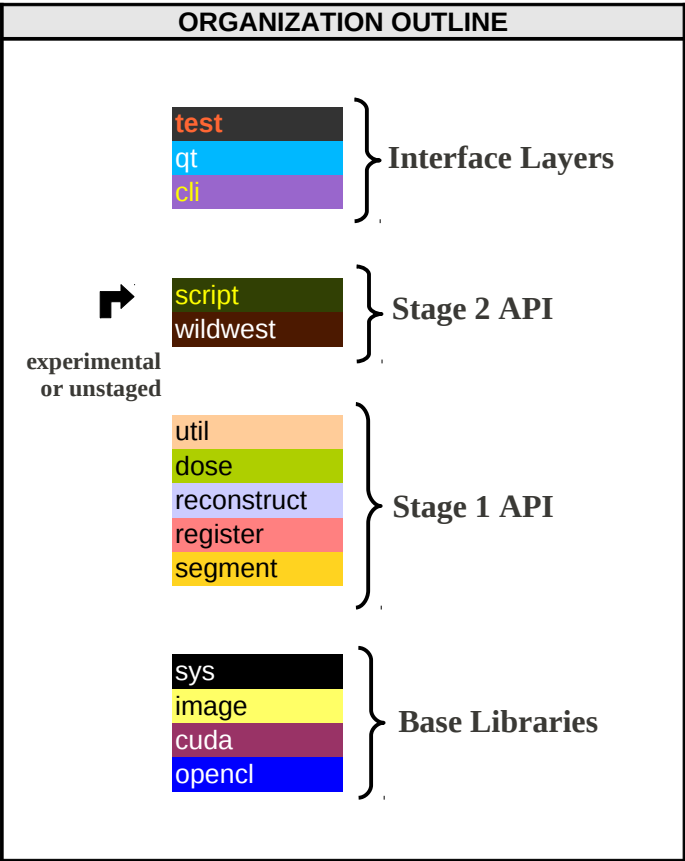 ORGANIZATION OUTLINE
test
qt
cli
Interface Layers
script
wildwest
Stage 2 API
experimental
or unstaged
util
dose
reconstruct
register
segment
Stage 1 API
sys
image
cuda
opencl
Base Libraries